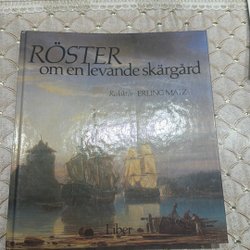 RÖSTER
om en levande skärgård
Redaktör: ERLING MATZ
Liber